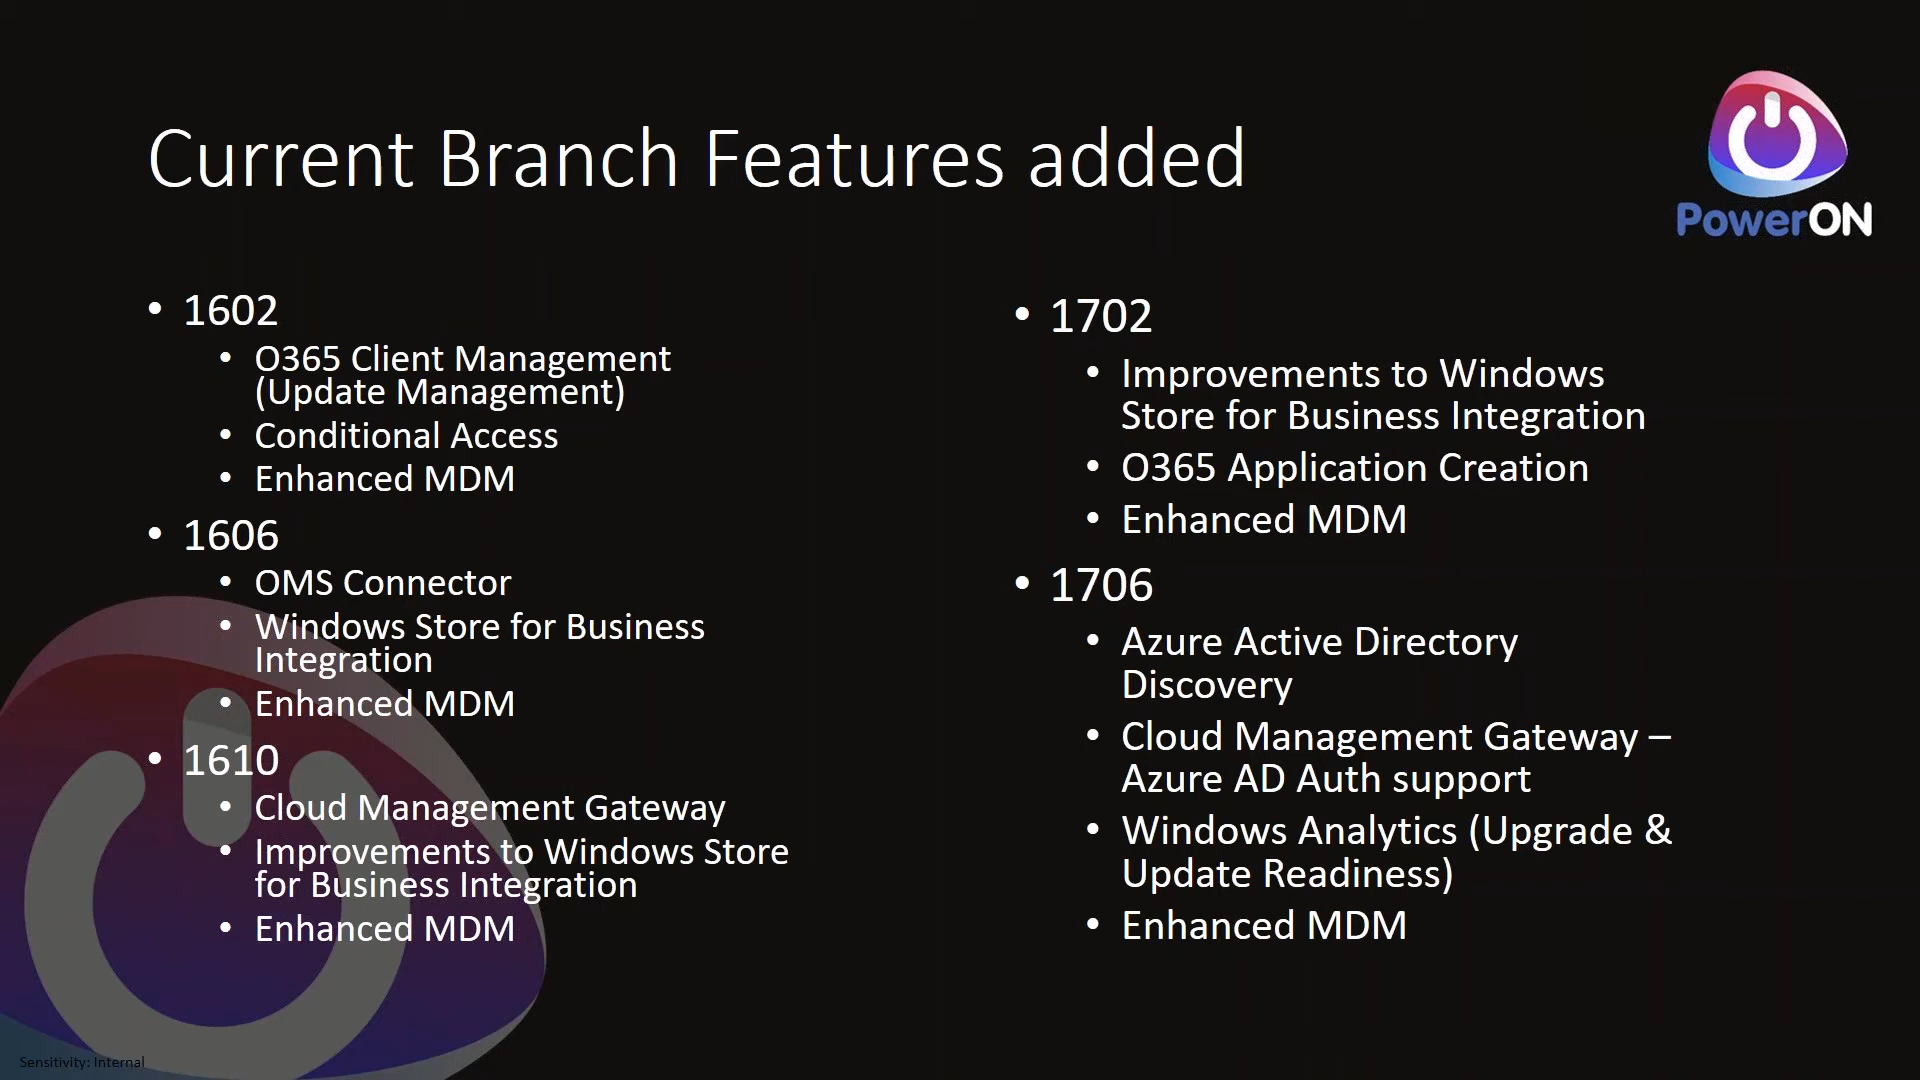 Current Branch Features added
PowerON
• 1602
• O365 Client Management
(Update Management)
• Conditional Access
• Enhanced MDM
• 1606
• OMS Connector
• Windows Store for Business
Integration
• Enhanced MDM
• 1610
• Cloud Management Gateway
• Improvements to Windows Store
for Business Integration
• Enhanced MDM
• 1702
• Improvements to Windows
Store for Business Integration
• O365 Application Creation
• Enhanced MDM
• 1706
• Azure Active Directory
Discovery
• Cloud Management Gateway –
Azure AD Auth support
• Windows Analytics (Upgrade &
Update Readiness)
• Enhanced MDM
Sensitivity: Internal